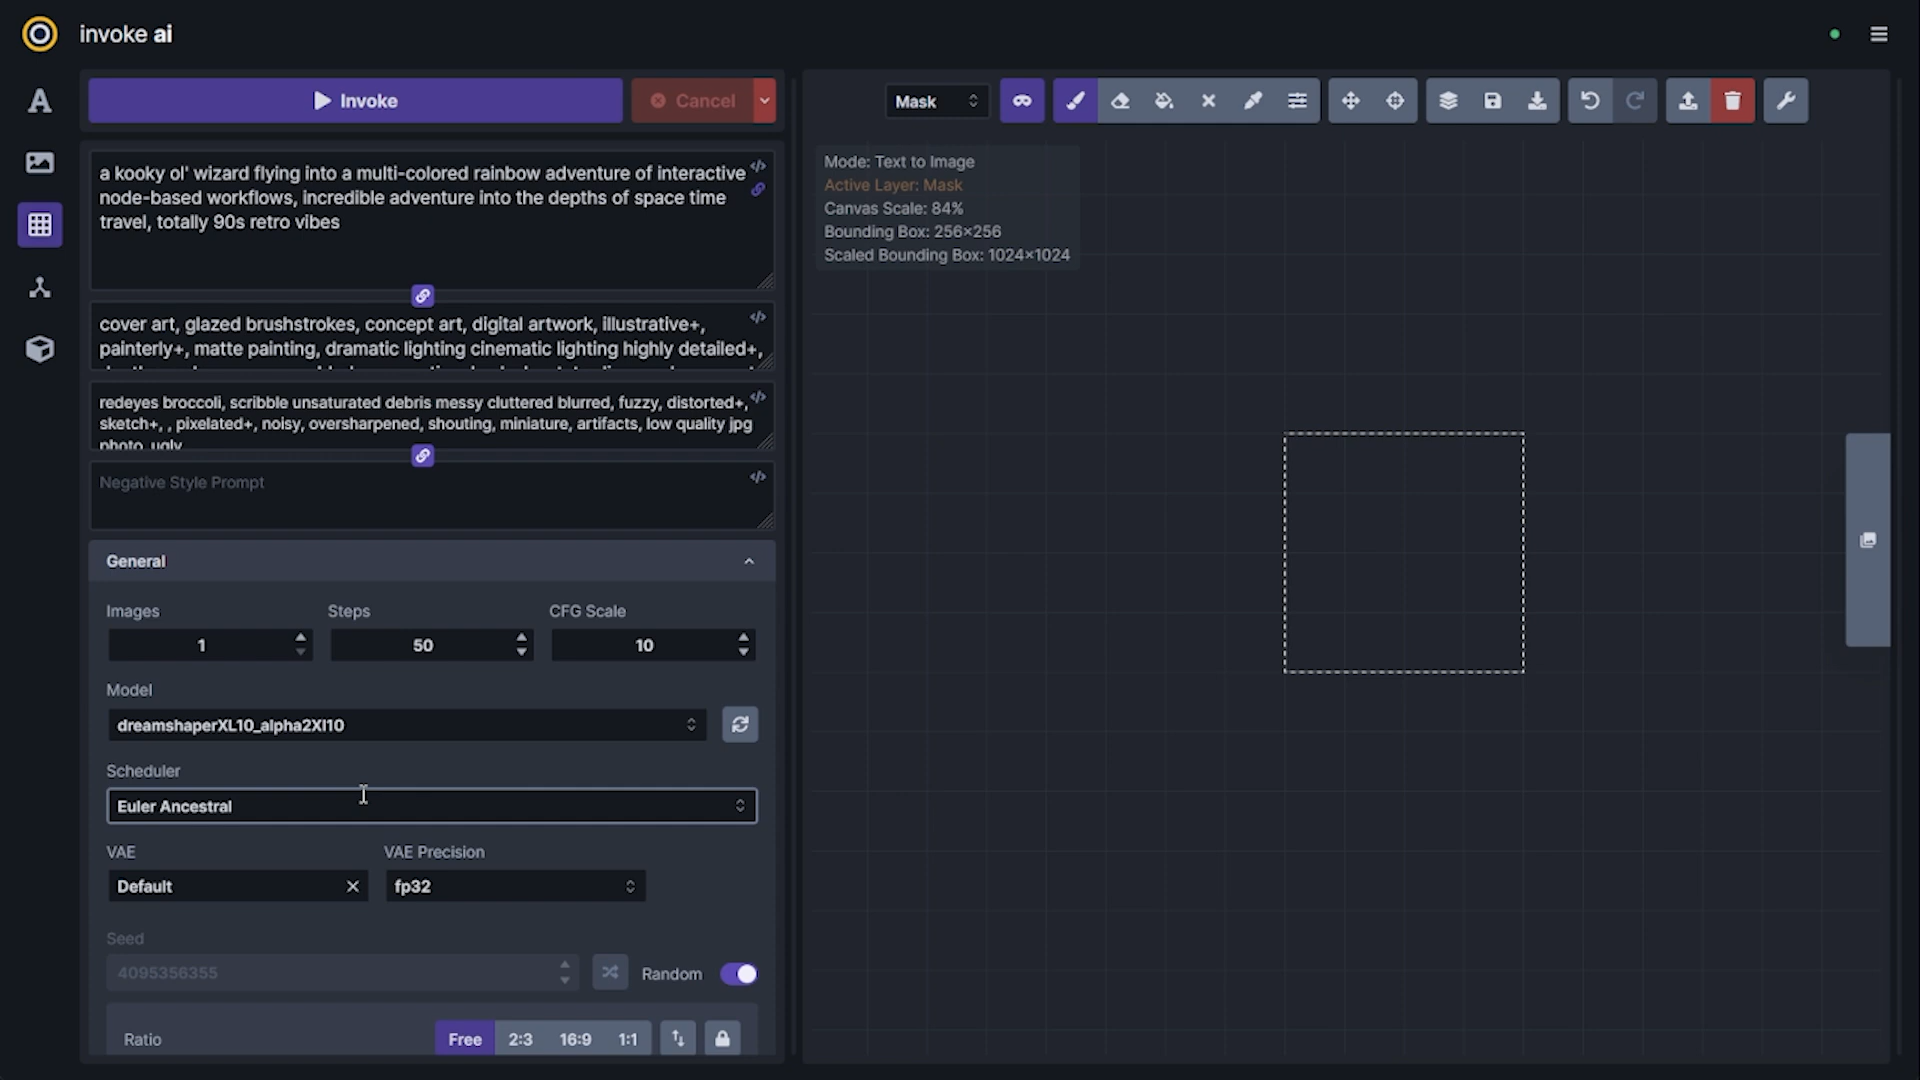 invoke ai
Invoke
Cancel
Mask
a kooky ol' wizard flying into a multi-colored rainbow adventure of interactive
node-based workflows, incredible adventure into the depths of space time
travel, totally 90s retro vibes
cover art, glazed brushstrokes, concept art, digital artwork, illustrative+,
painterly+, matte painting, dramatic lighting cinematic lighting highly detailed+,
redeyes broccoli, scribble unsaturated debris messy cluttered blurred, fuzzy, distorted+,
sketch+, , pixelated+, noisy, oversharpened, shouting, miniature, artifacts, low quality jpg
photo, ugly
Negative Style Prompt
General
Images
Steps
CFG Scale
1
50
10
Model
dreamshaperXL10_alpha2Xl10
Scheduler
Euler Ancestral
VAE
VAE Precision
Default
fp32
Seed
4095356355
Random
Ratio
Free
2:3
16:9
1:1
Mode: Text to Image
Active Layer: Mask
Canvas Scale: 84%
Bounding Box: 256×256
Scaled Bounding Box: 1024×1024